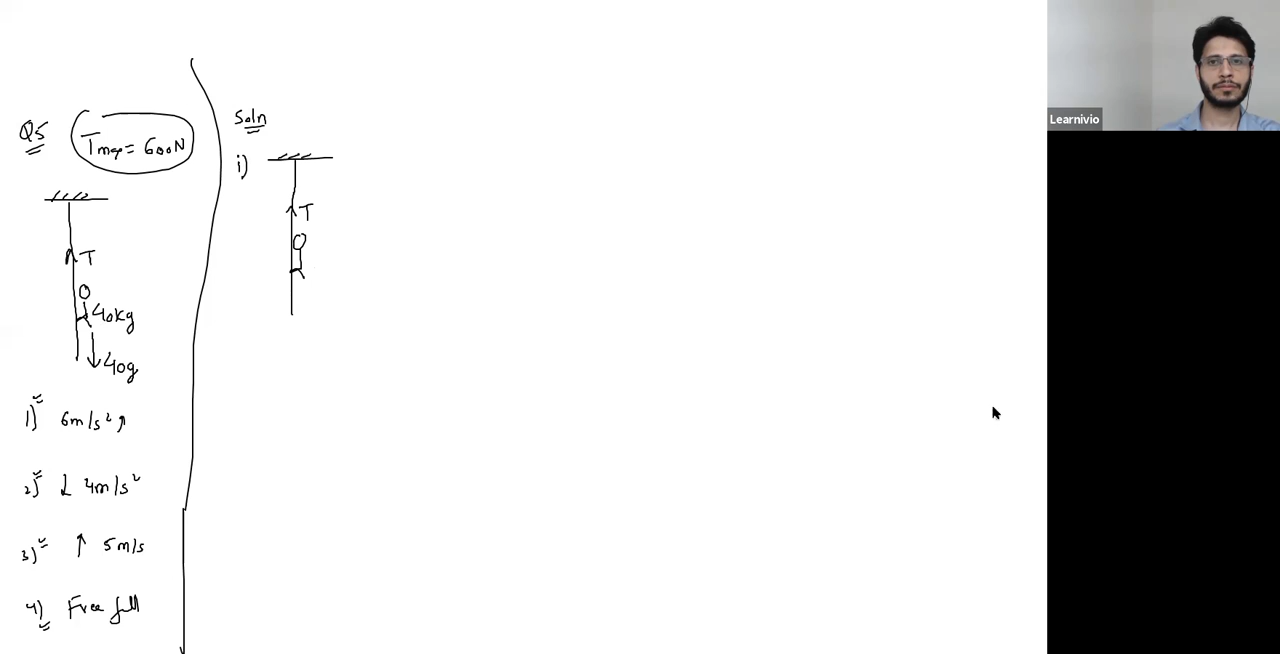 Q5 Tmax = 600N
T
40kg
40g
1) 6m/s² ↑
2) ↓ 4m/s²
3) ↑ 5m/s
4) Free fall
Soln
i)
T
Learnivio